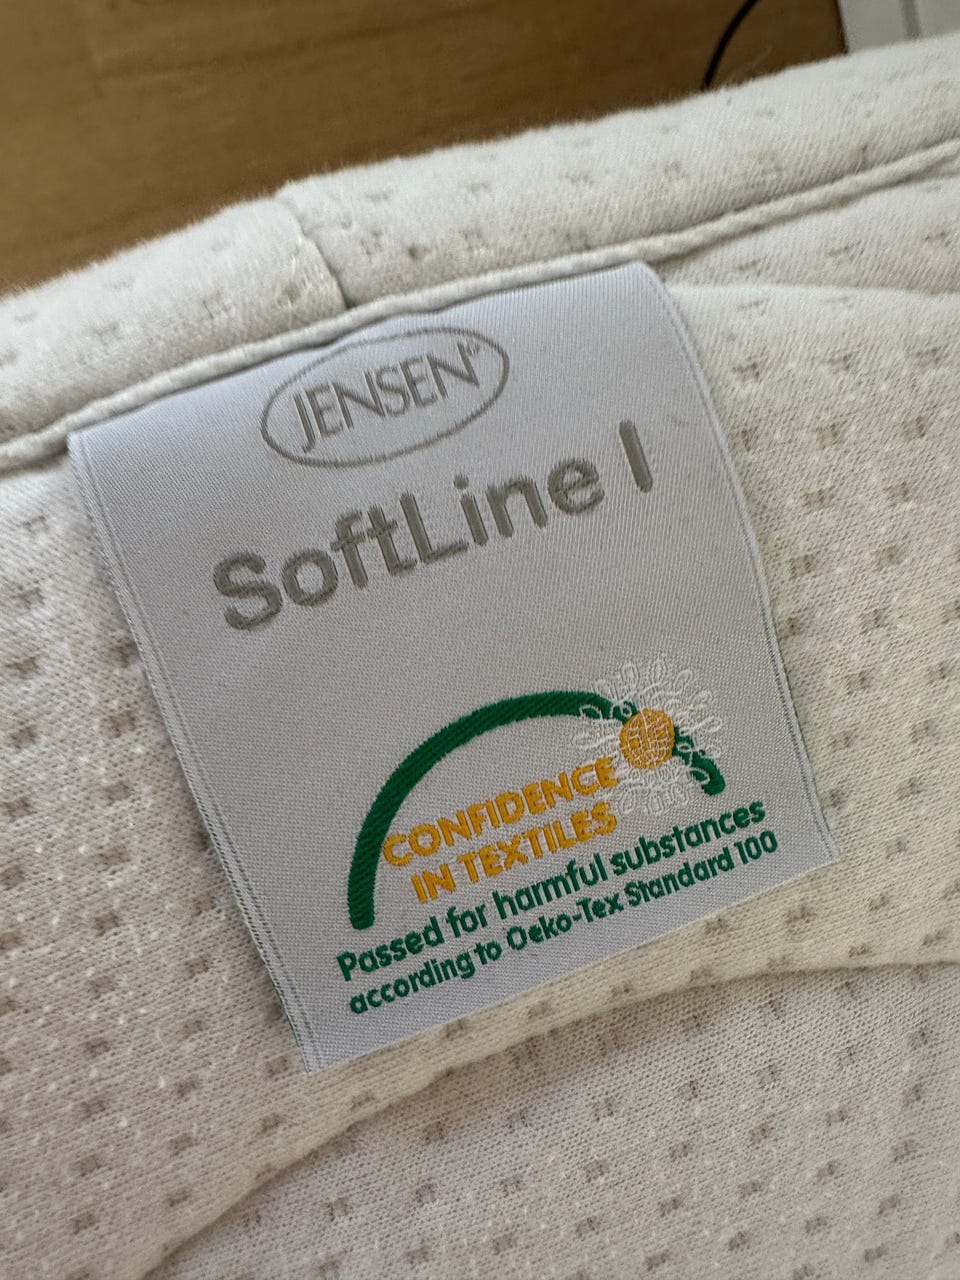 JENSEN
SoftLine I
CONFIDENCE
IN TEXTILES
Passed for harmful substances
according to Oeko-Tex Standard 100